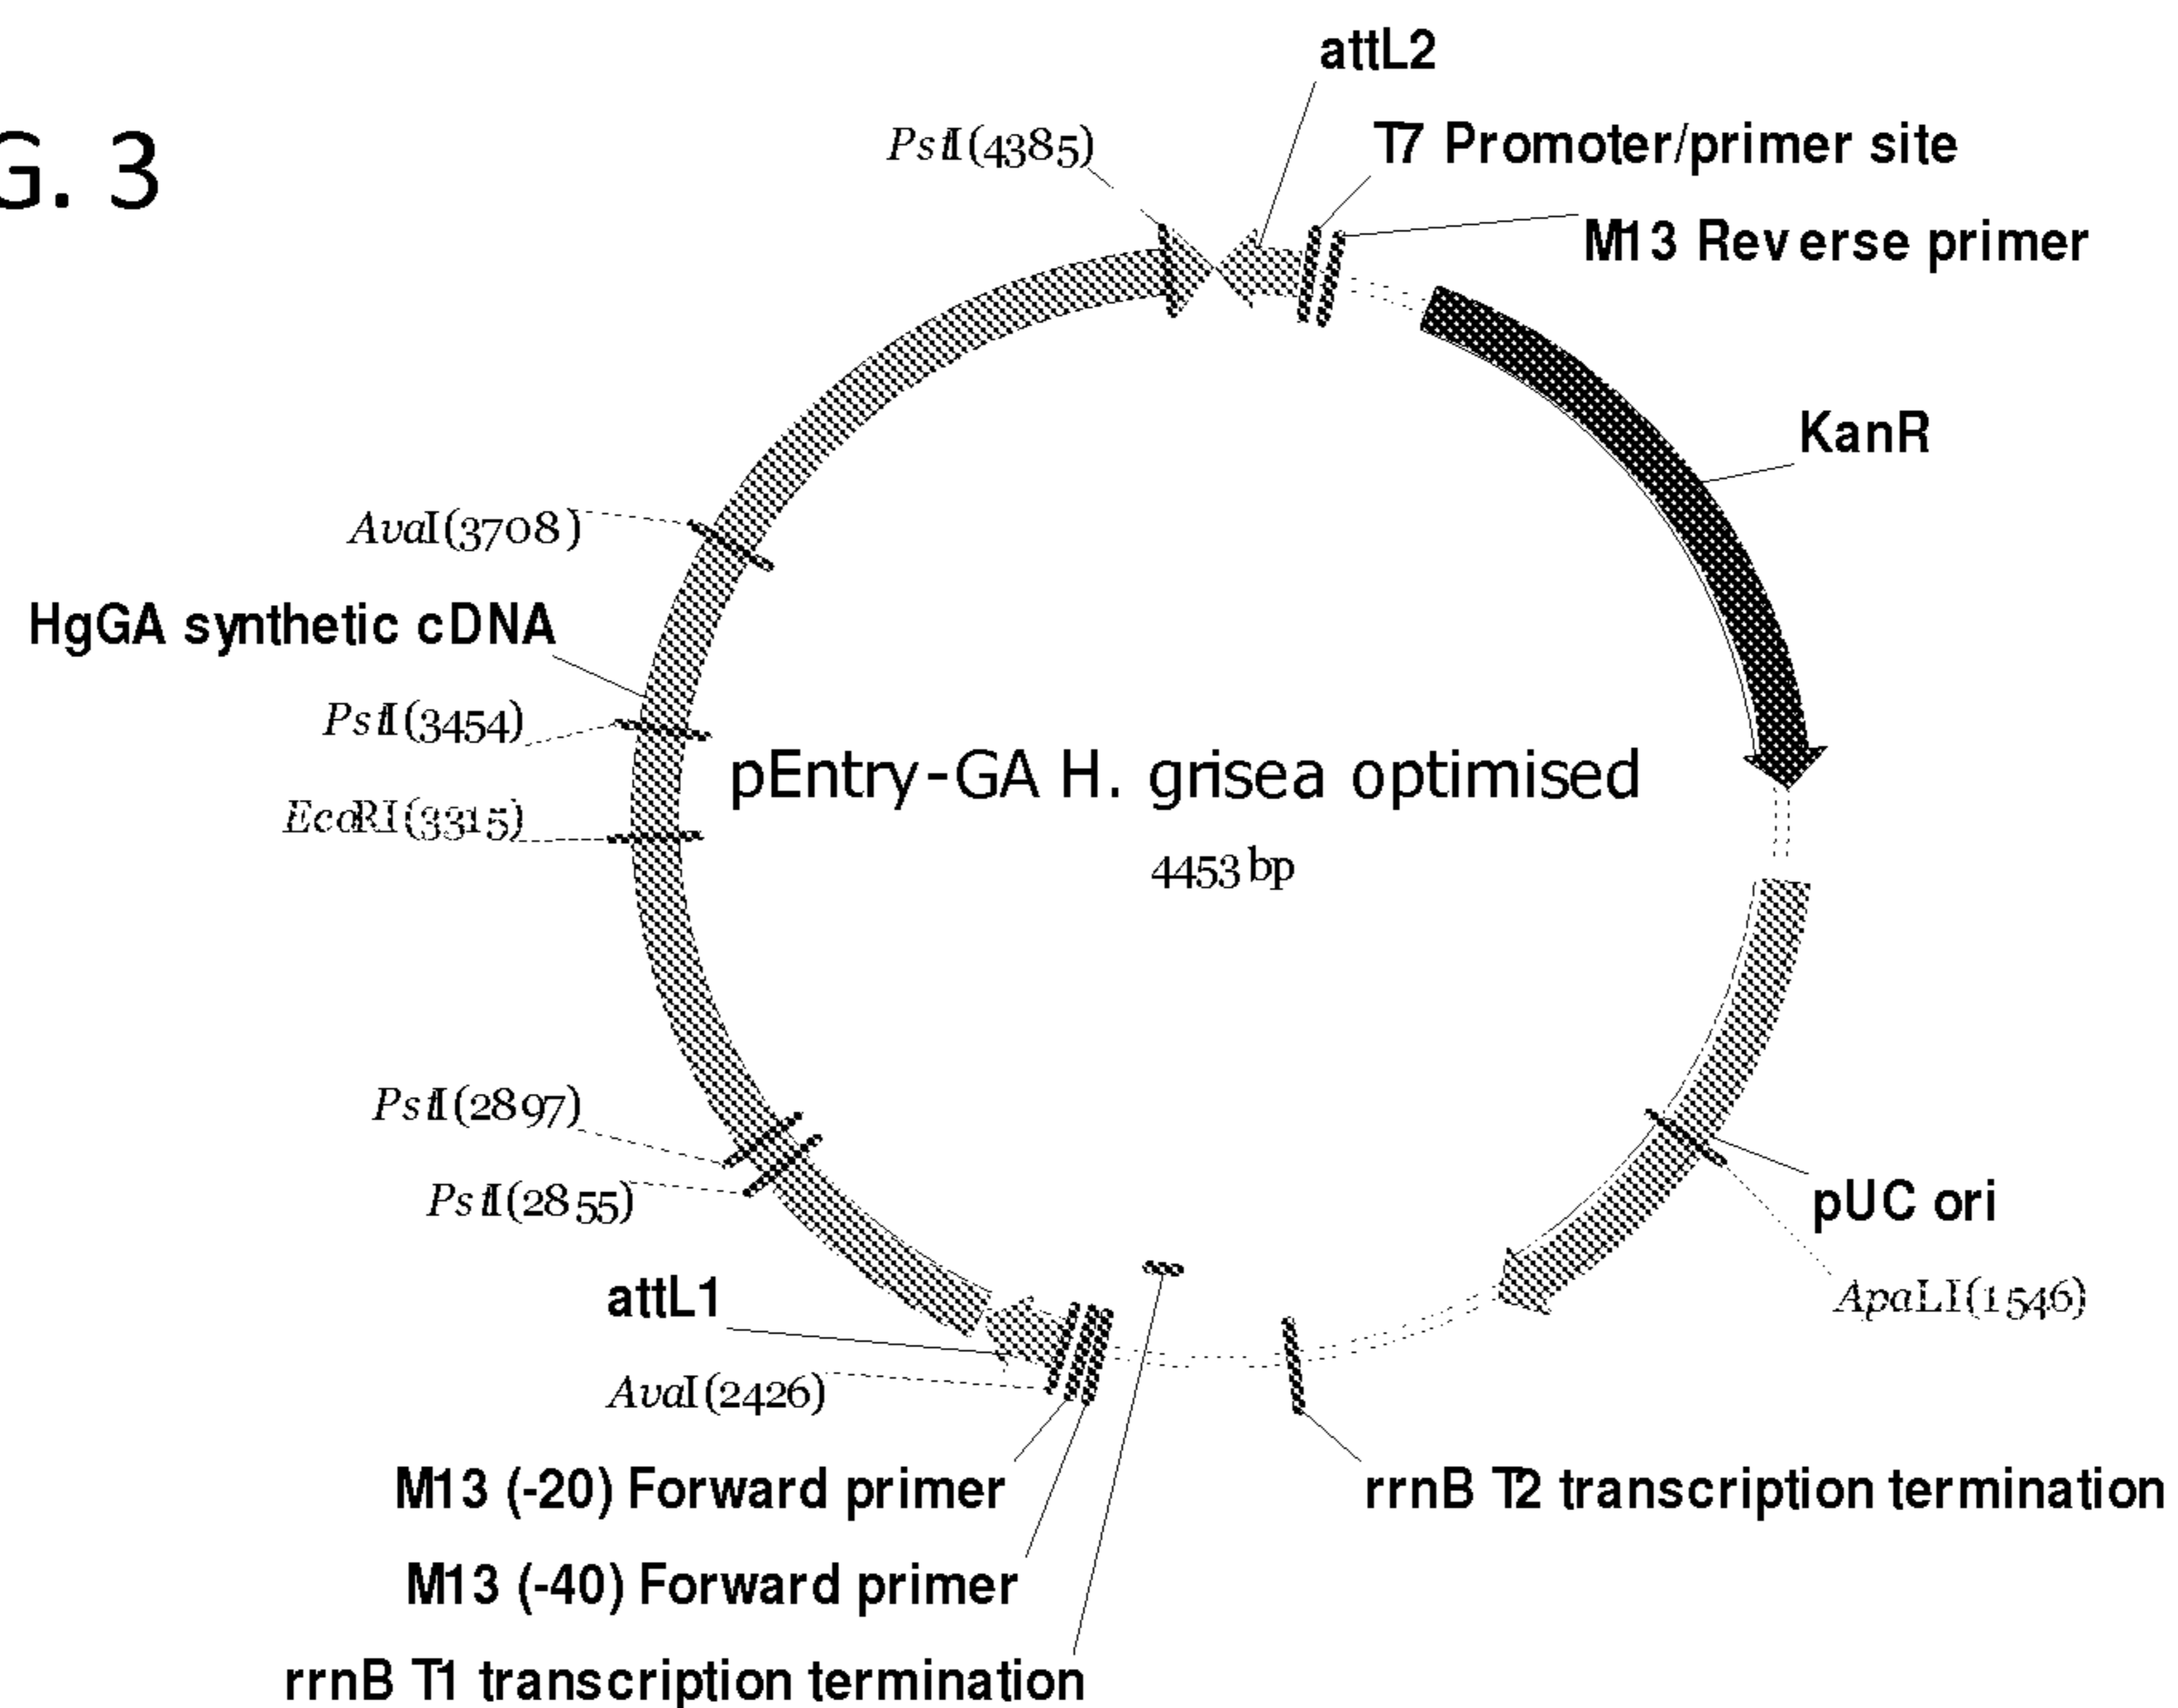 G. 3
attL2
PstI(4385)
T7 Promoter/primer site
M13 Reverse primer
KanR
AvaI(3708)
HgGA synthetic cDNA
PstI(3454)
pEntry-GA H. grisea optimised
EcoRI(3315)
4453 bp
PstI(2897)
PstI(2855)
pUC ori
attL1
ApaLI(1546)
AvaI(2426)
M13 (-20) Forward primer
rrnB T2 transcription termination
M13 (-40) Forward primer
rrnB T1 transcription termination